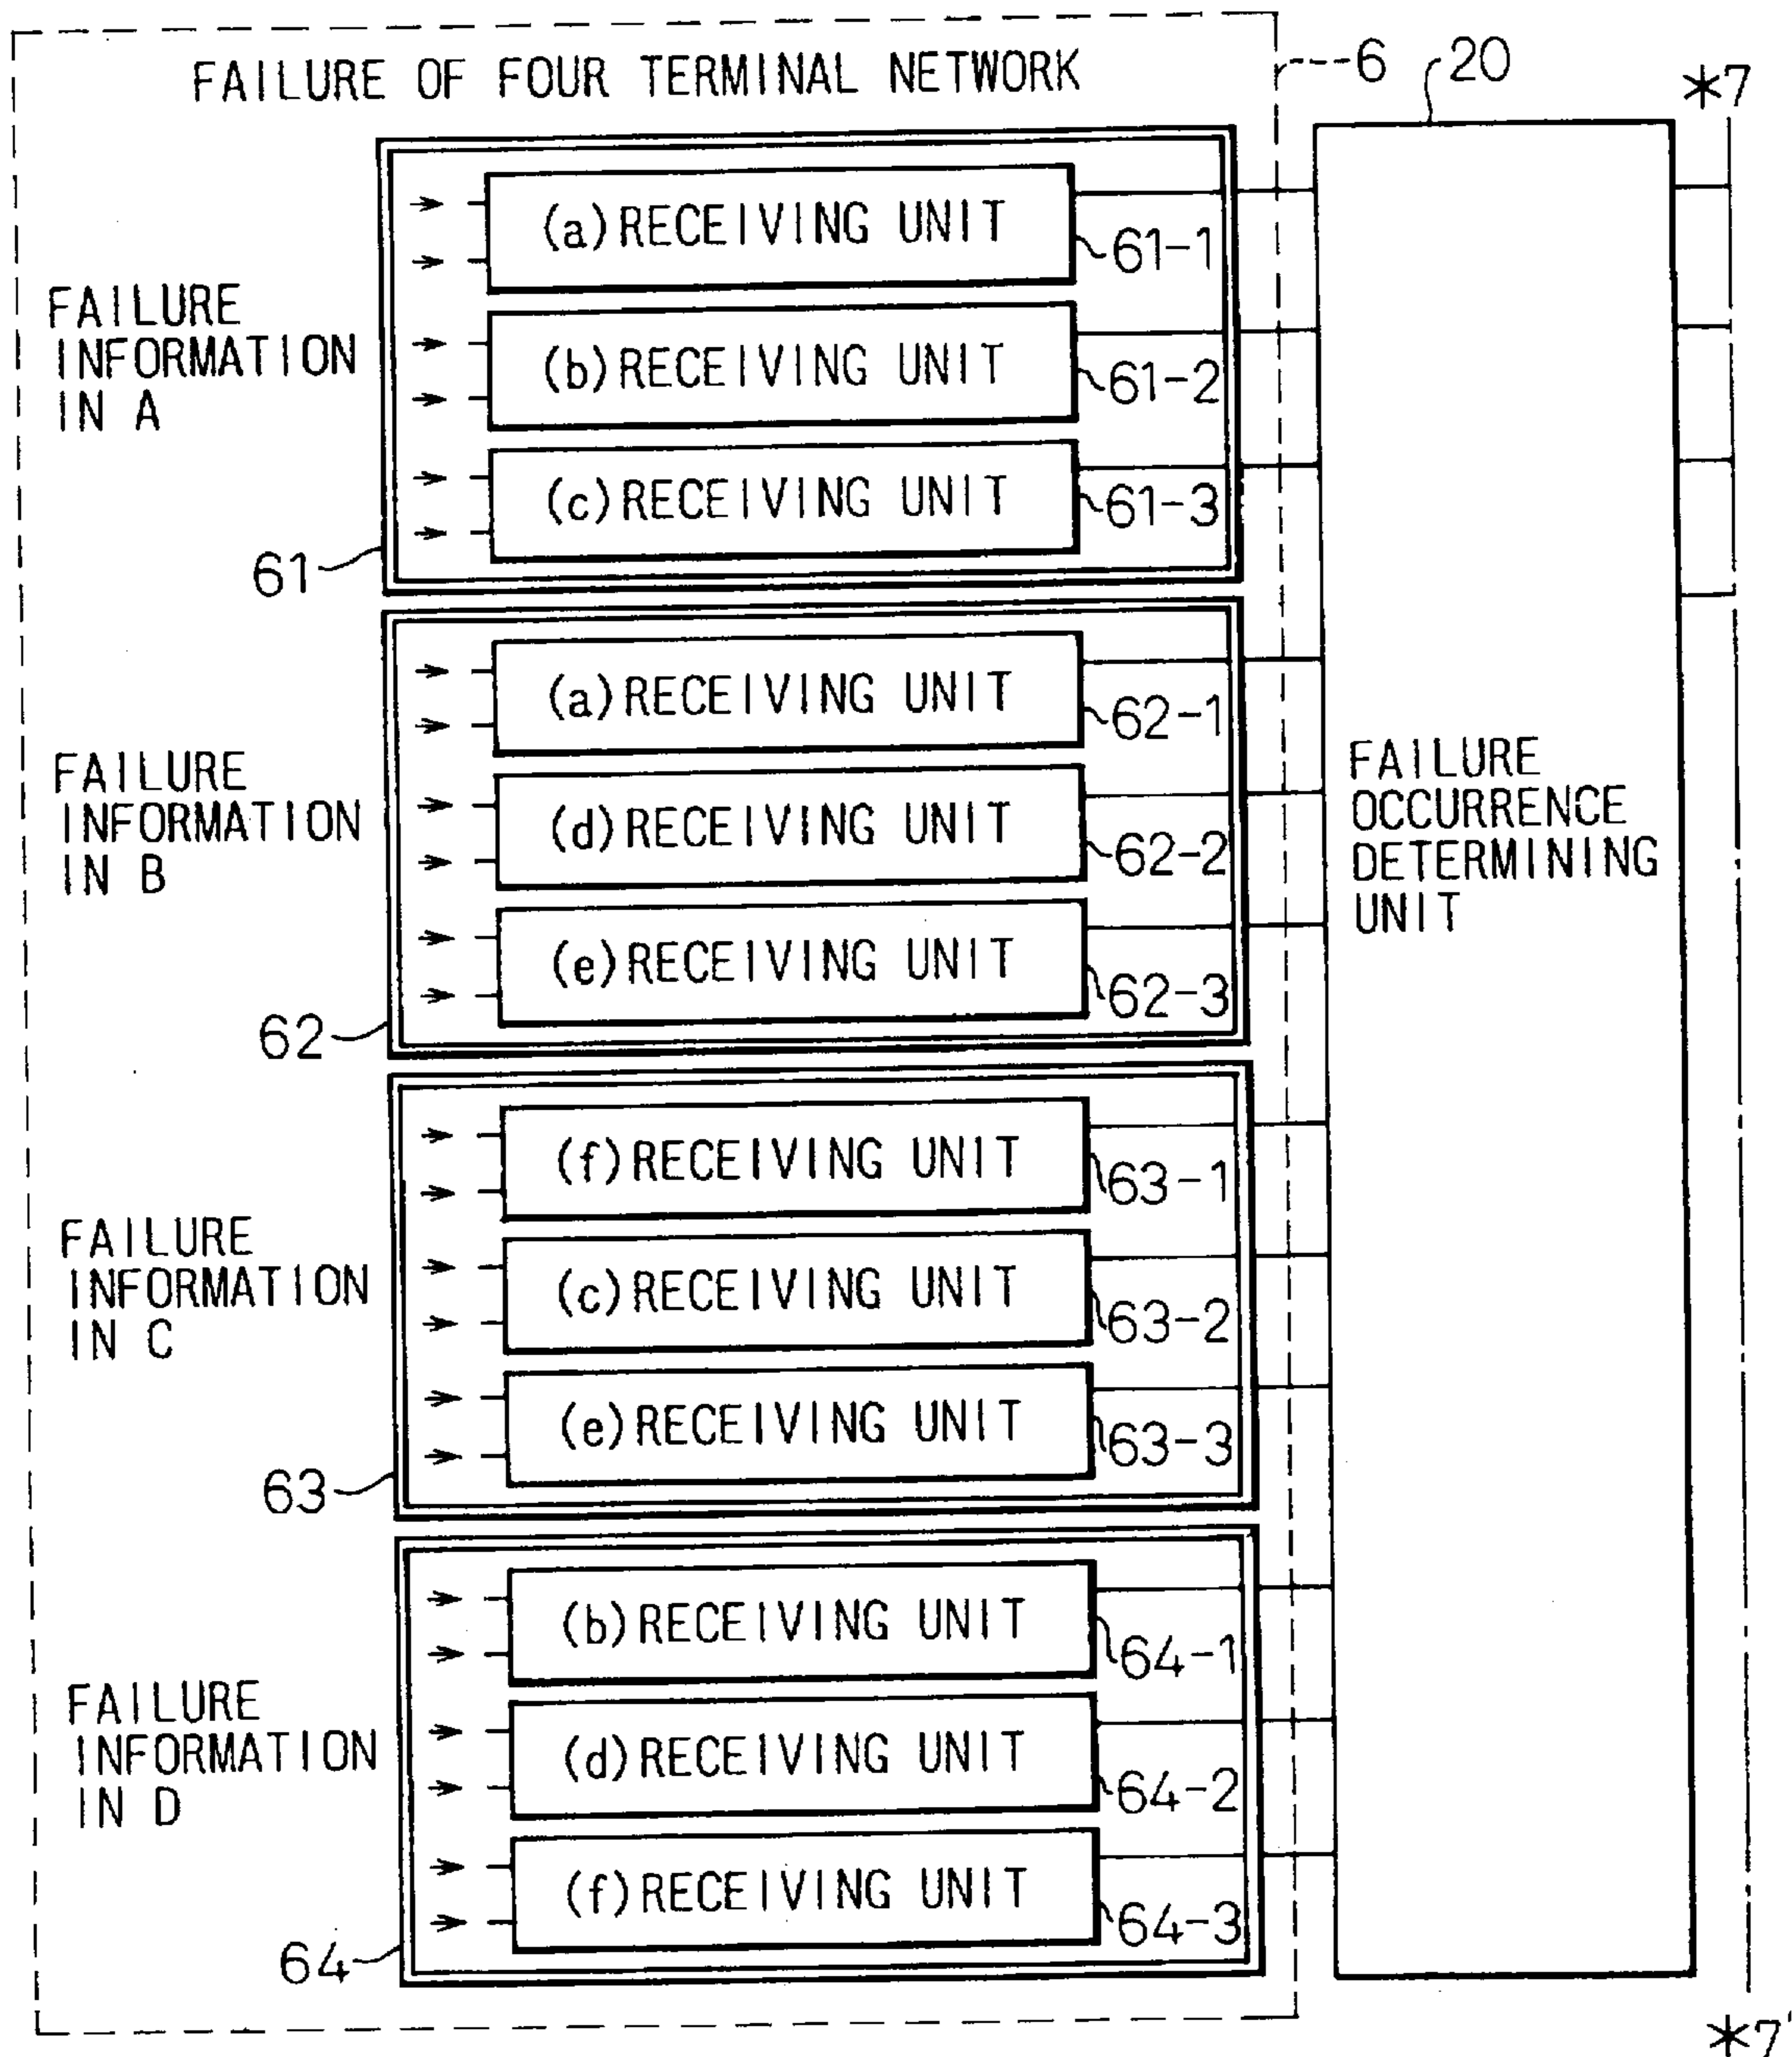 FAILURE OF FOUR TERMINAL NETWORK
6
20
*7
FAILURE
INFORMATION
IN A
(a) RECEIVING UNIT
61-1
(b) RECEIVING UNIT
61-2
(c) RECEIVING UNIT
61-3
61
FAILURE
INFORMATION
IN B
(a) RECEIVING UNIT
62-1
(d) RECEIVING UNIT
62-2
(e) RECEIVING UNIT
62-3
62
FAILURE
OCCURRENCE
DETERMINING
UNIT
FAILURE
INFORMATION
IN C
(f) RECEIVING UNIT
63-1
(c) RECEIVING UNIT
63-2
(e) RECEIVING UNIT
63-3
63
FAILURE
INFORMATION
IN D
(b) RECEIVING UNIT
64-1
(d) RECEIVING UNIT
64-2
(f) RECEIVING UNIT
64-3
64
*7'